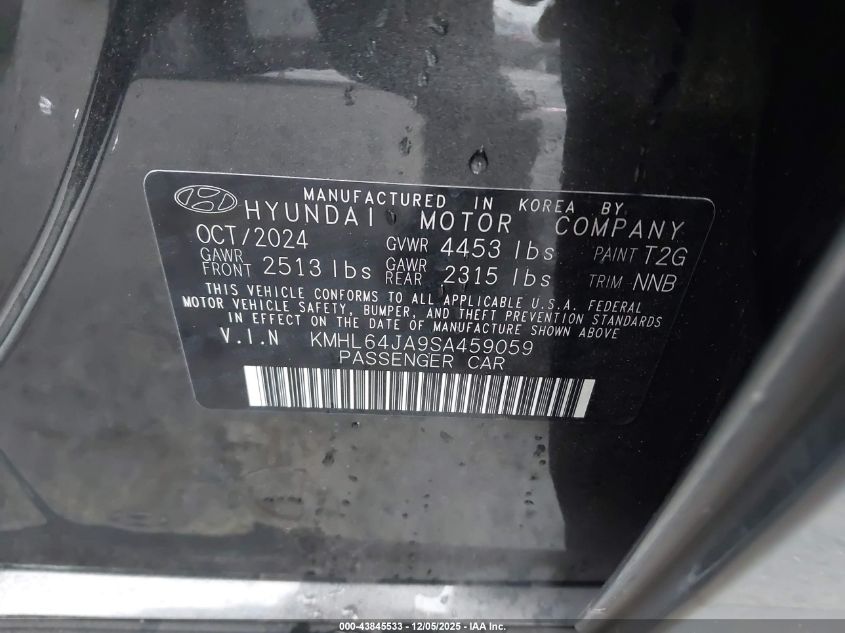 MANUFACTURED IN KOREA BY
HYUNDAI MOTOR COMPANY
OCT/2024 GVWR 4453 lbs PAINT T2G
GAWR FRONT 2513 lbs GAWR REAR 2315 lbs TRIM NNB
THIS VEHICLE CONFORMS TO ALL APPLICABLE U.S.A. FEDERAL
MOTOR VEHICLE SAFETY, BUMPER, AND THEFT PREVENTION STANDARDS
IN EFFECT ON THE DATE OF MANUFACTURE SHOWN ABOVE
V.I.N KMHL64JA9SA459059
PASSENGER CAR
000-43845533 - 12/05/2025 - IAA Inc.